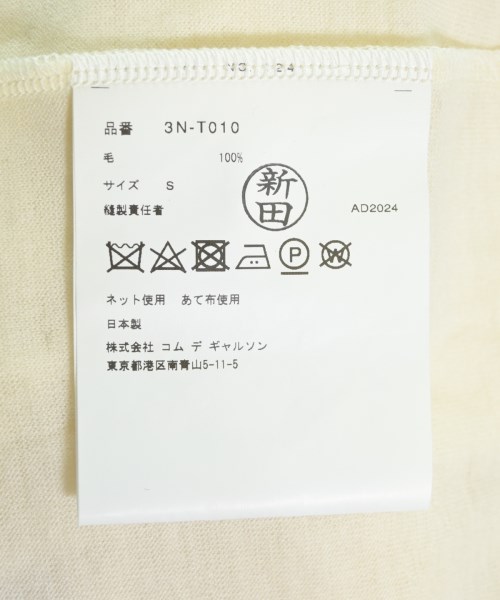 NO 24
品番 3N-T010
毛 100%
サイズ S
新田
縫製責任者 AD2024
P W
ネット使用 あて布使用
日本製
株式会社 コム デ ギャルソン
東京都港区南青山5-11-5